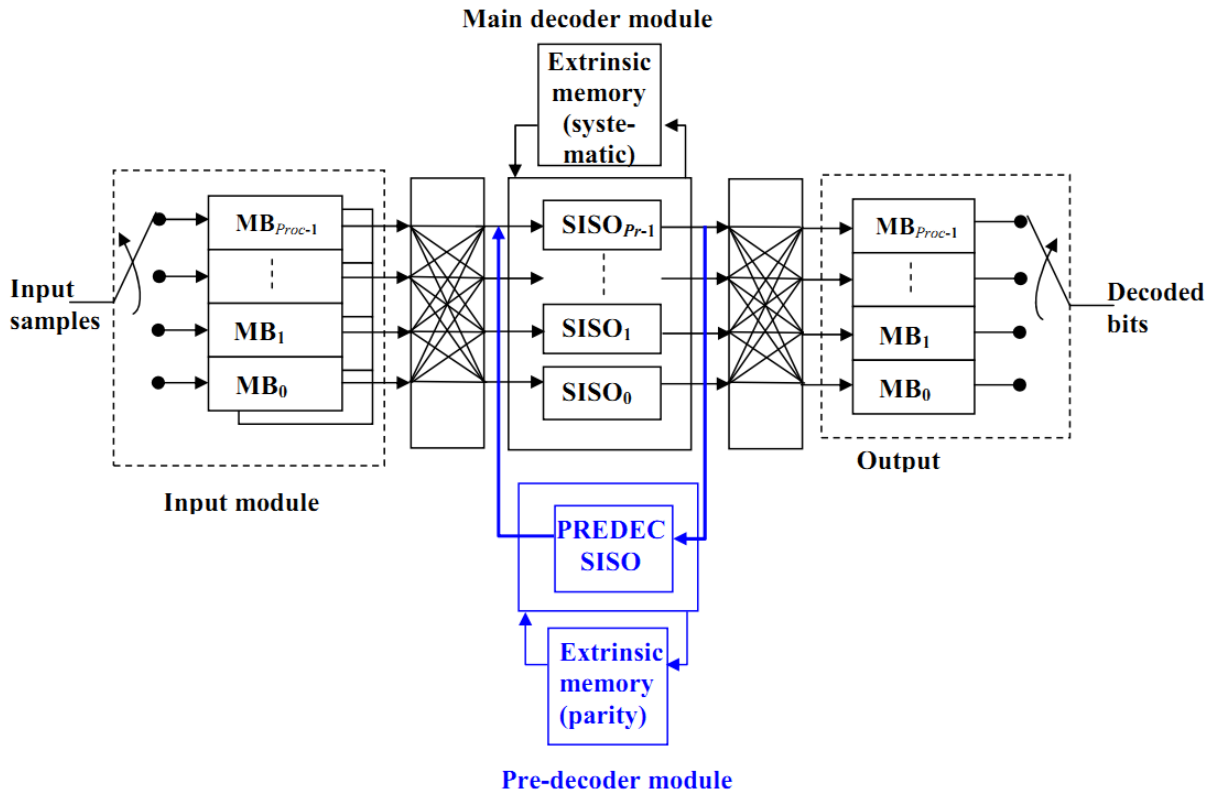 Main decoder module
Extrinsic
memory
(syste-
matic)
Input
samples
MBProc-1
MB1
MB0
Input module
SISOPr-1
SISO1
SISO0
MBProc-1
MB1
MB0
Output
Decoded
bits
PREDEC
SISO
Extrinsic
memory
(parity)
Pre-decoder module